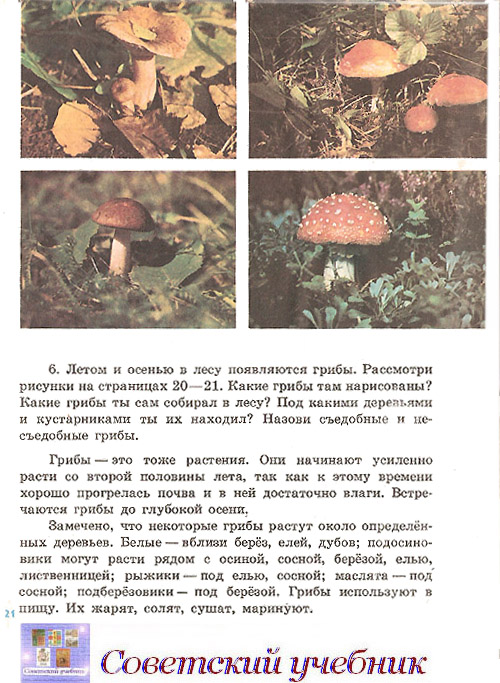 6. Летом и осенью в лесу появляются грибы. Рассмотри
рисунки на страницах 20—21. Какие грибы там нарисованы?
Какие грибы ты сам собирал в лесу? Под какими деревьями
и кустарниками ты их находил? Назови съедобные и не-
съедобные грибы.
Грибы — это тоже растения. Они начинают усиленно
расти со второй половины лета, так как к этому времени
хорошо прогрелась почва и в ней достаточно влаги. Встре-
чаются грибы до глубокой осени.
Замечено, что некоторые грибы растут около определён-
ных деревьев. Белые — вблизи берёз, елей, дубов; подосино-
вики могут расти рядом с осиной, сосной, берёзой, елью,
лиственницей; рыжики — под елью, сосной; маслята — под
сосной; подберёзовики — под берёзой. Грибы используют в
пищу. Их жарят, солят, сушат, маринуют.
21
Советский учебник
Советский учебник